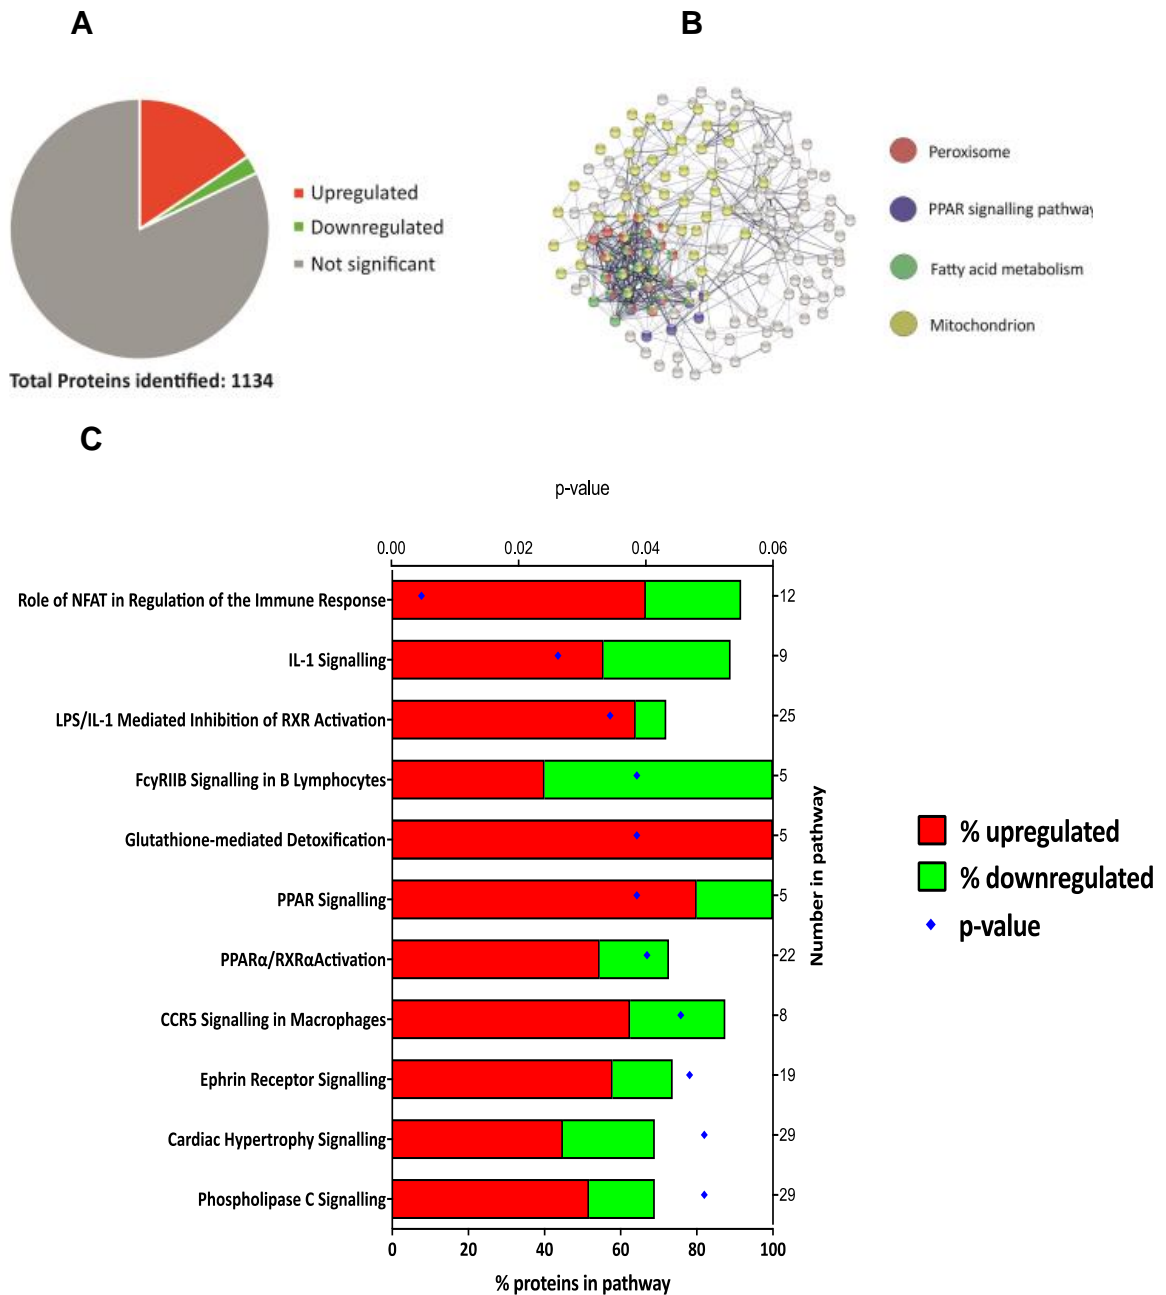 A
B
Upregulated
Downregulated
Not significant
Total Proteins identified: 1134
Peroxisome
PPAR signalling pathway
Fatty acid metabolism
Mitochondrion
C
p-value
0.00 0.02 0.04 0.06
Role of NFAT in Regulation of the Immune Response 12
IL-1 Signalling 9
LPS/IL-1 Mediated Inhibition of RXR Activation 25
FcyRIIB Signalling in B Lymphocytes 5
Glutathione-mediated Detoxification 5
PPAR Signalling 5
PPARα/RXRαActivation 22
CCR5 Signalling in Macrophages 8
Ephrin Receptor Signalling 19
Cardiac Hypertrophy Signalling 29
Phospholipase C Signalling 29
Number in pathway
0 20 40 60 80 100
% proteins in pathway
% upregulated
% downregulated
p-value